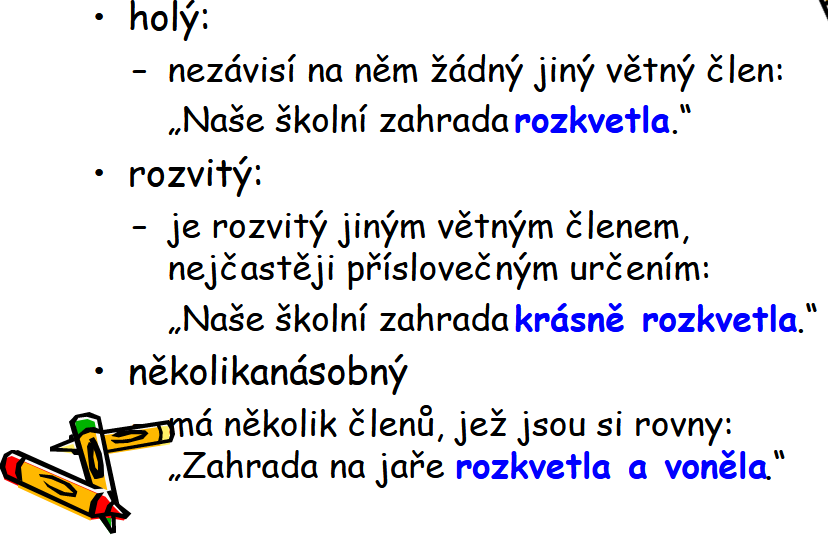 • holý:
– nezávisí na něm žádný jiný větný člen:
„Naše školní zahrada rozkvetla.“
• rozvitý:
– je rozvitý jiným větným členem,
nejčastěji příslovečným určením:
„Naše školní zahrada krásně rozkvetla.“
• několikanásobný
má několik členů, jež jsou si rovny:
„Zahrada na jaře rozkvetla a voněla.“